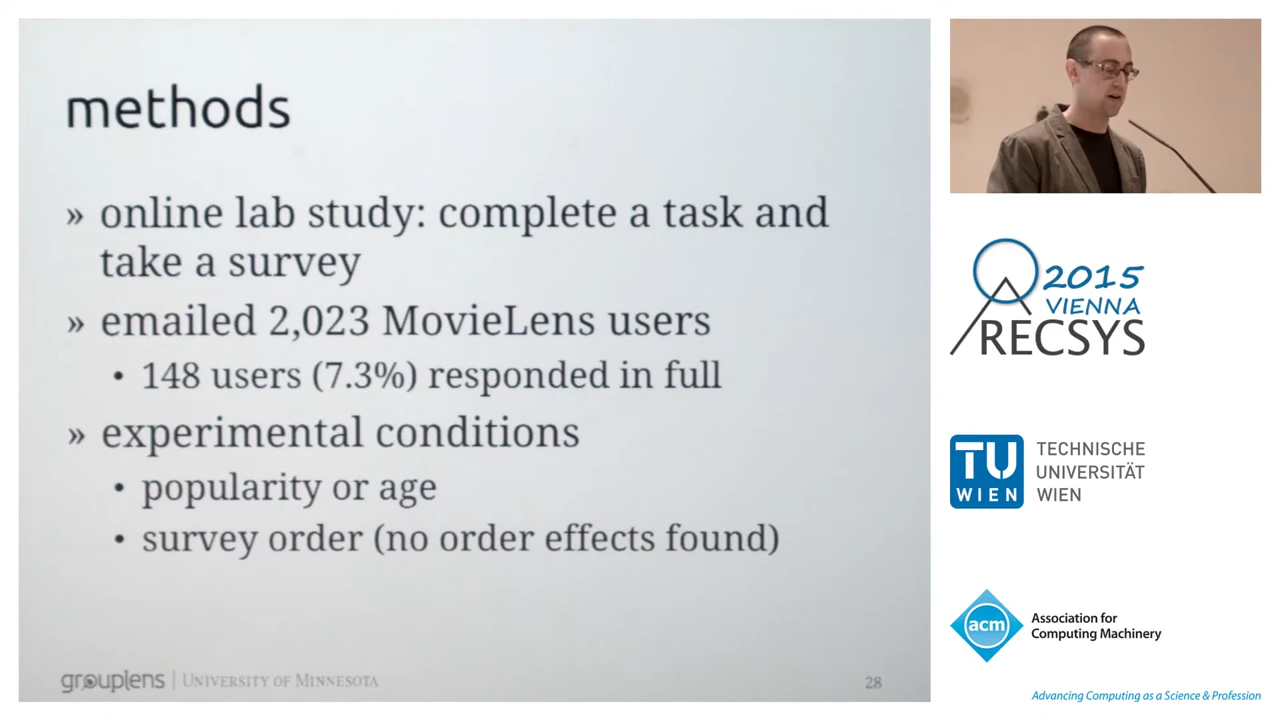 methods
» online lab study: complete a task and
take a survey
» emailed 2,023 MovieLens users
• 148 users (7.3%) responded in full
» experimental conditions
• popularity or age
• survey order (no order effects found)
grouplens | UNIVERSITY OF MINNESOTA
28
2015
VIENNA
RECSYS
TU
WIEN
TECHNISCHE
UNIVERSITÄT
WIEN
acm
Association for
Computing Machinery
Advancing Computing as a Science & Profession